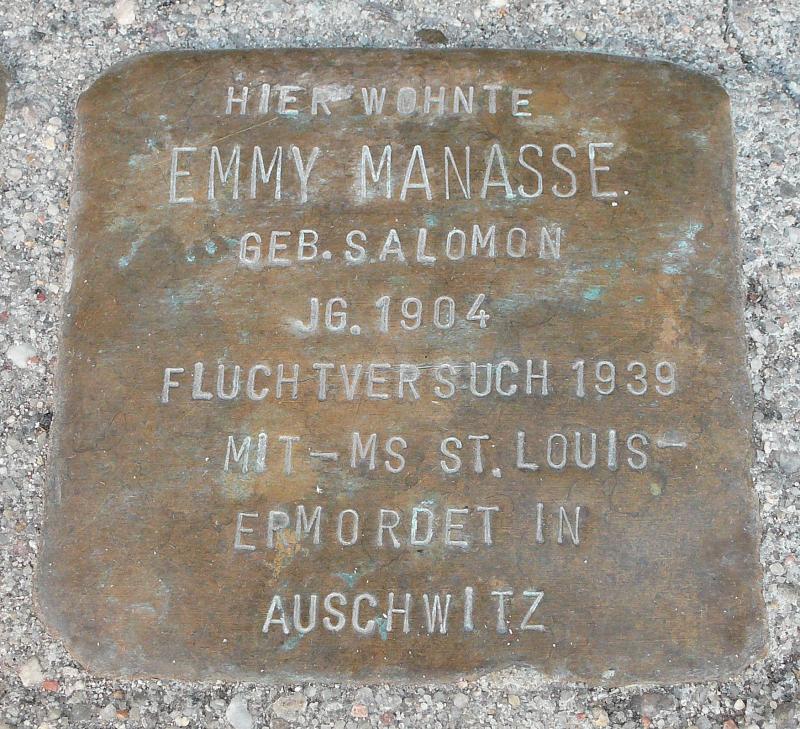 HIER WOHNTE
EMMY MANASSE
GEB. SALOMON
JG. 1904
FLUCHTVERSUCH 1939
MIT-MS ST. LOUIS-
ERMORDET IN
AUSCHWITZ